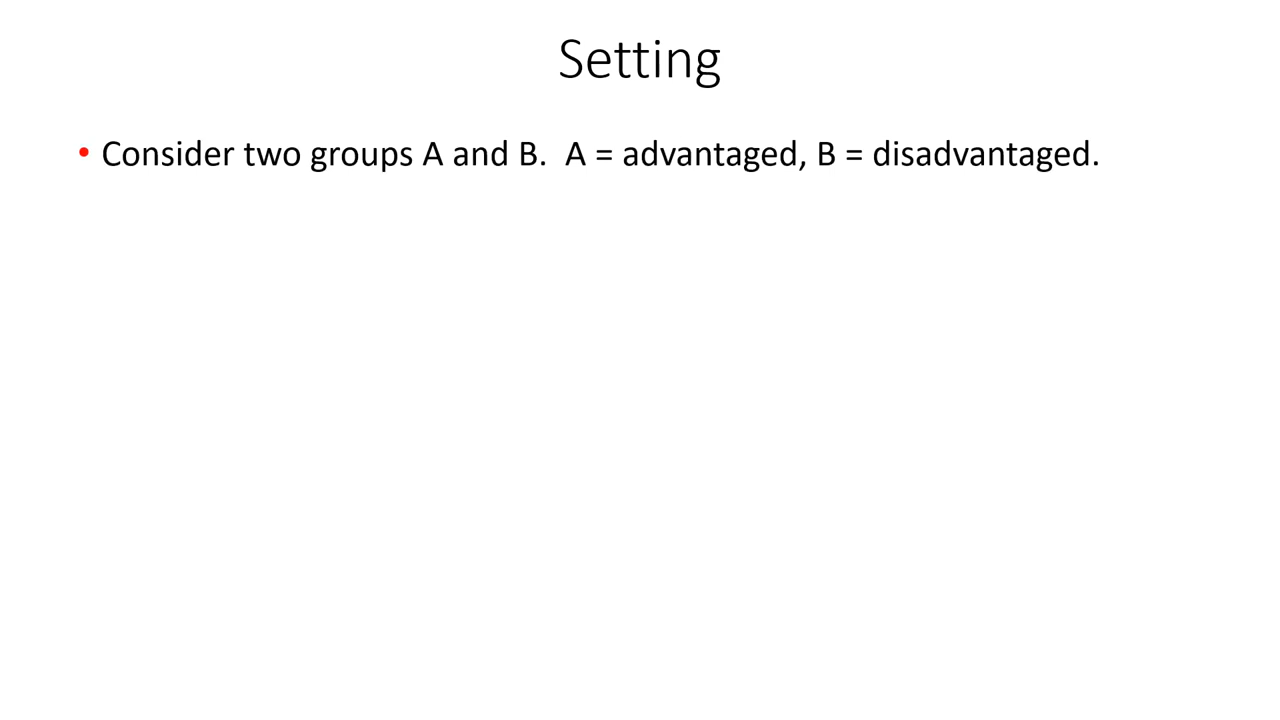 Setting
• Consider two groups A and B.  A = advantaged, B = disadvantaged.